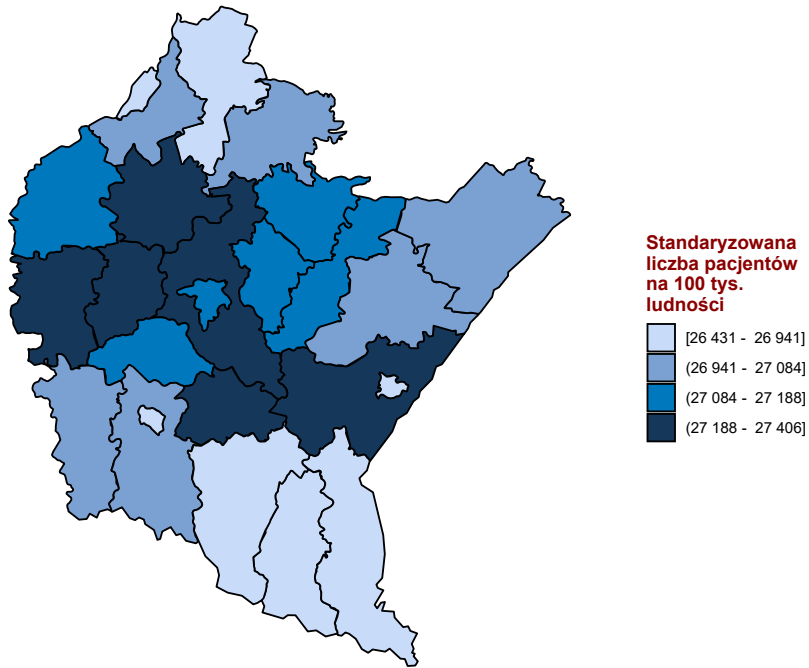 Standaryzowana
liczba pacjentów
na 100 tys.
ludności
[26 431 - 26 941]
(26 941 - 27 084]
(27 084 - 27 188]
(27 188 - 27 406]